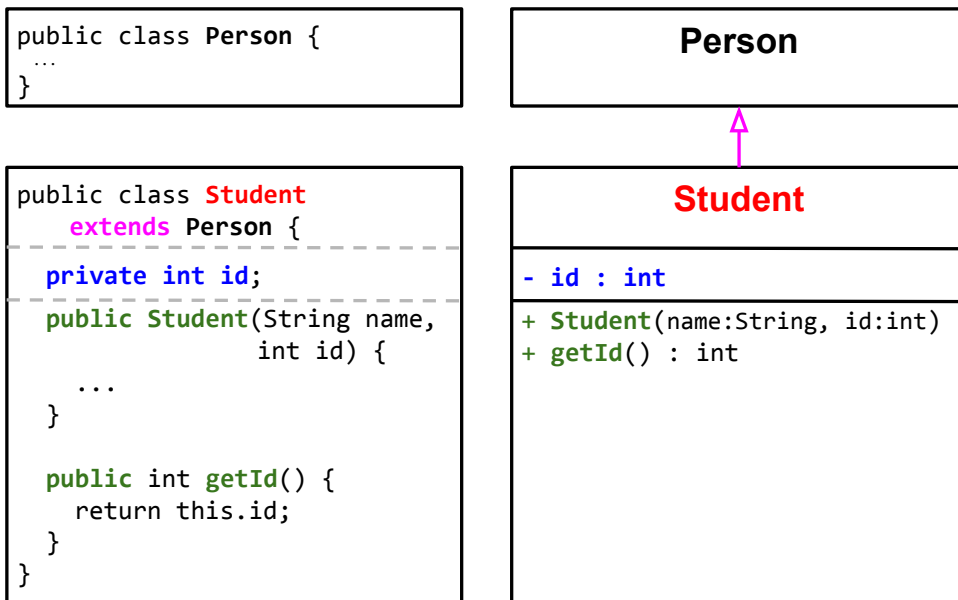 public class Person {
...
}
Person
public class Student
extends Person {
private int id;
public Student(String name,
int id) {
...
}
public int getId() {
return this.id;
}
}
Student
- id : int
+ Student(name:String, id:int)
+ getId() : int